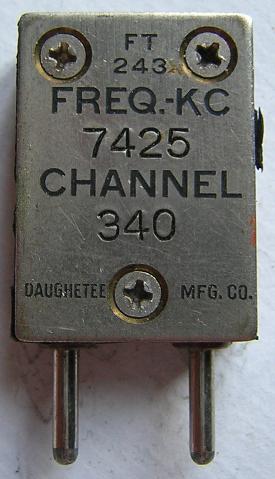 FT
243
FREQ.-KC
7425
CHANNEL
340
DAUGHETEE MFG. CO.